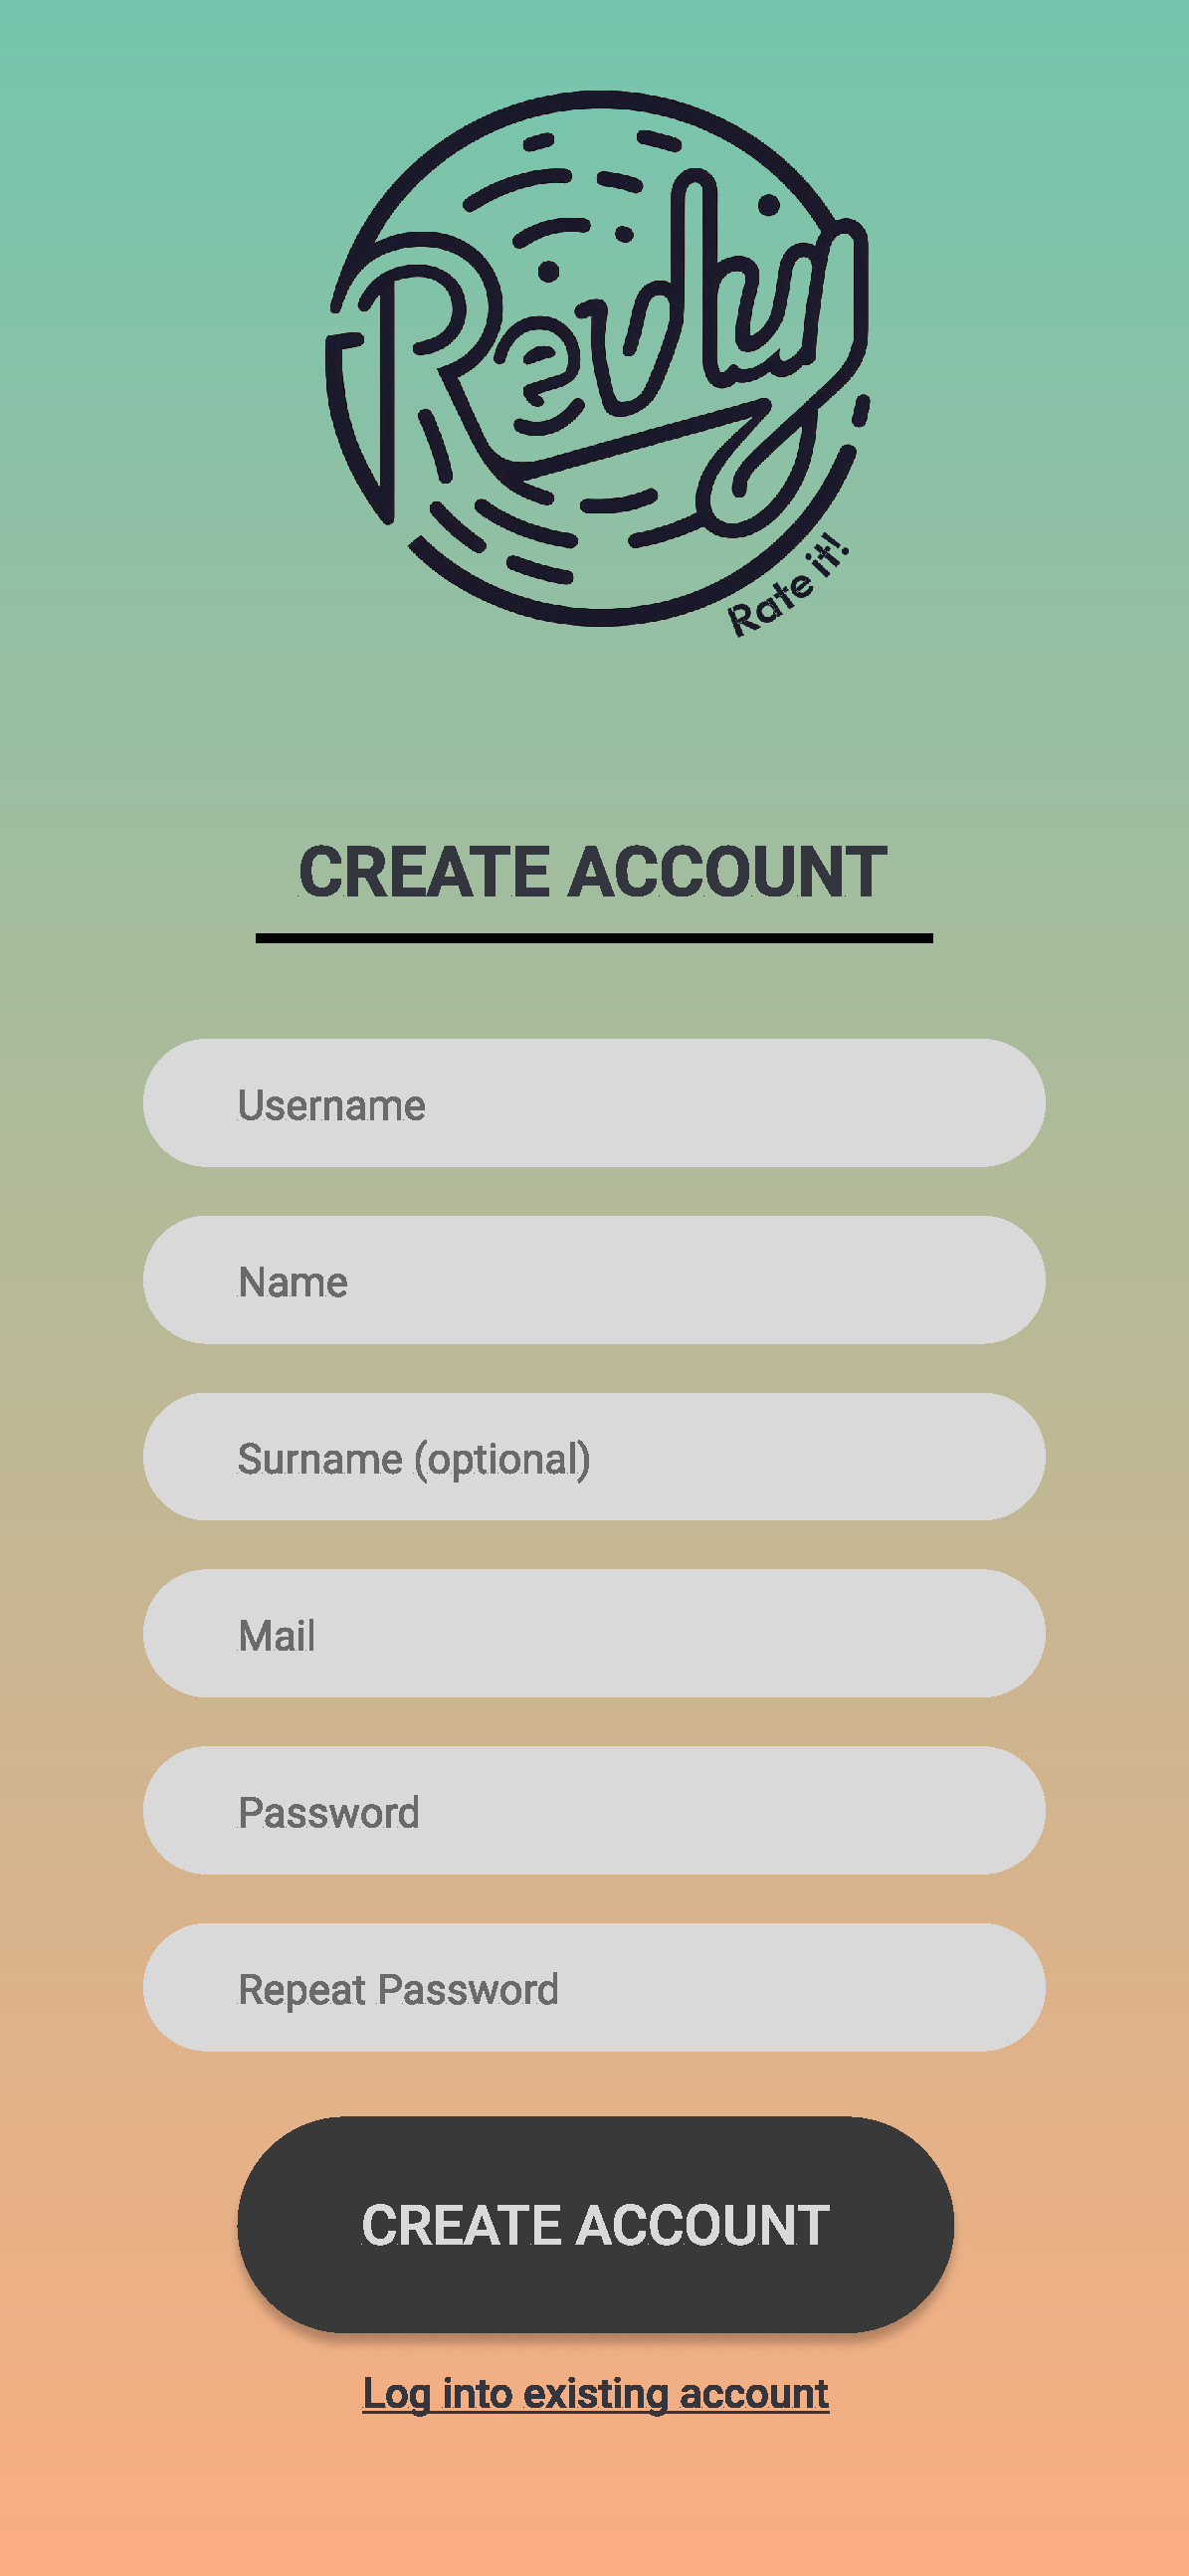 Revly
Rate it!
CREATE ACCOUNT
Username
Name
Surname (optional)
Mail
Password
Repeat Password
CREATE ACCOUNT
Log into existing account